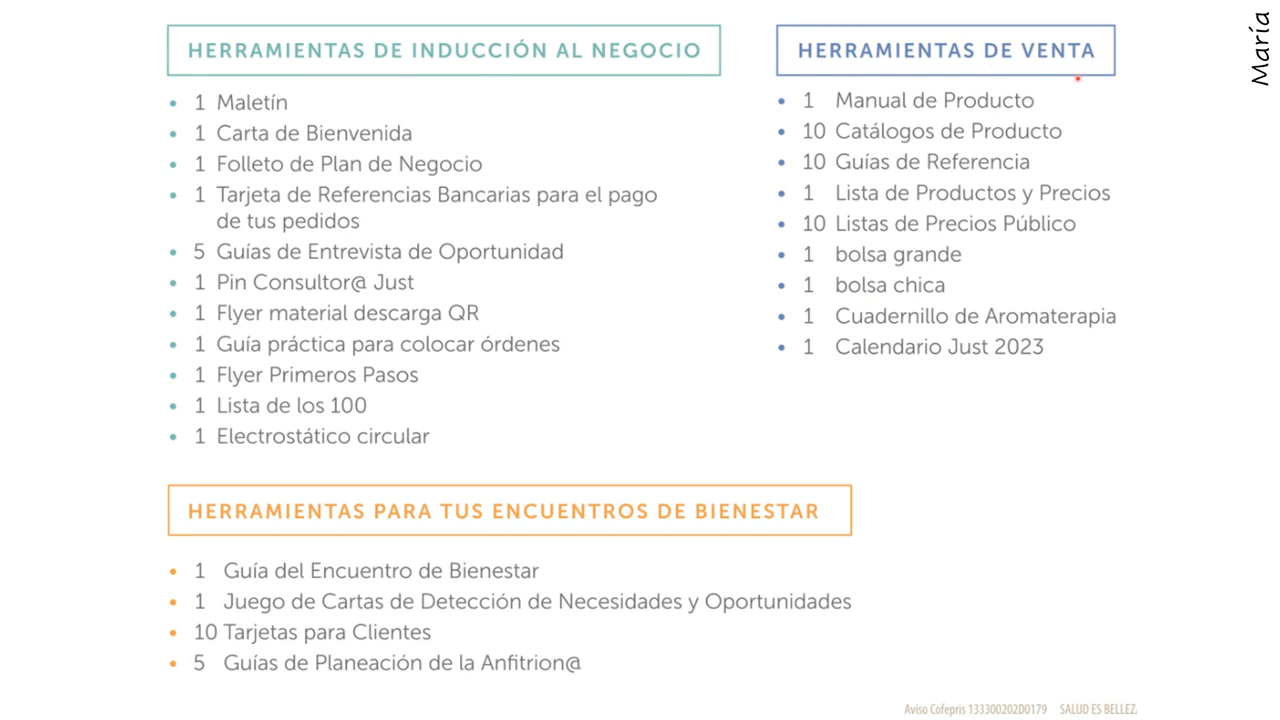 HERRAMIENTAS DE INDUCCIÓN AL NEGOCIO
• 1 Maletín
• 1 Carta de Bienvenida
• 1 Folleto de Plan de Negocio
• 1 Tarjeta de Referencias Bancarias para el pago
de tus pedidos
• 5 Guías de Entrevista de Oportunidad
• 1 Pin Consultor@ Just
• 1 Flyer material descarga QR
• 1 Guía práctica para colocar órdenes
• 1 Flyer Primeros Pasos
• 1 Lista de los 100
• 1 Electrostático circular
HERRAMIENTAS DE VENTA
• 1 Manual de Producto
• 10 Catálogos de Producto
• 10 Guías de Referencia
• 1 Lista de Productos y Precios
• 10 Listas de Precios Público
• 1 bolsa grande
• 1 bolsa chica
• 1 Cuadernillo de Aromaterapia
• 1 Calendario Just 2023
María
HERRAMIENTAS PARA TUS ENCUENTROS DE BIENESTAR
• 1 Guía del Encuentro de Bienestar
• 1 Juego de Cartas de Detección de Necesidades y Oportunidades
• 10 Tarjetas para Clientes
• 5 Guías de Planeación de la Anfitrion@
Aviso Cofepris 133300202D0179 SALUD ES BELLEZ